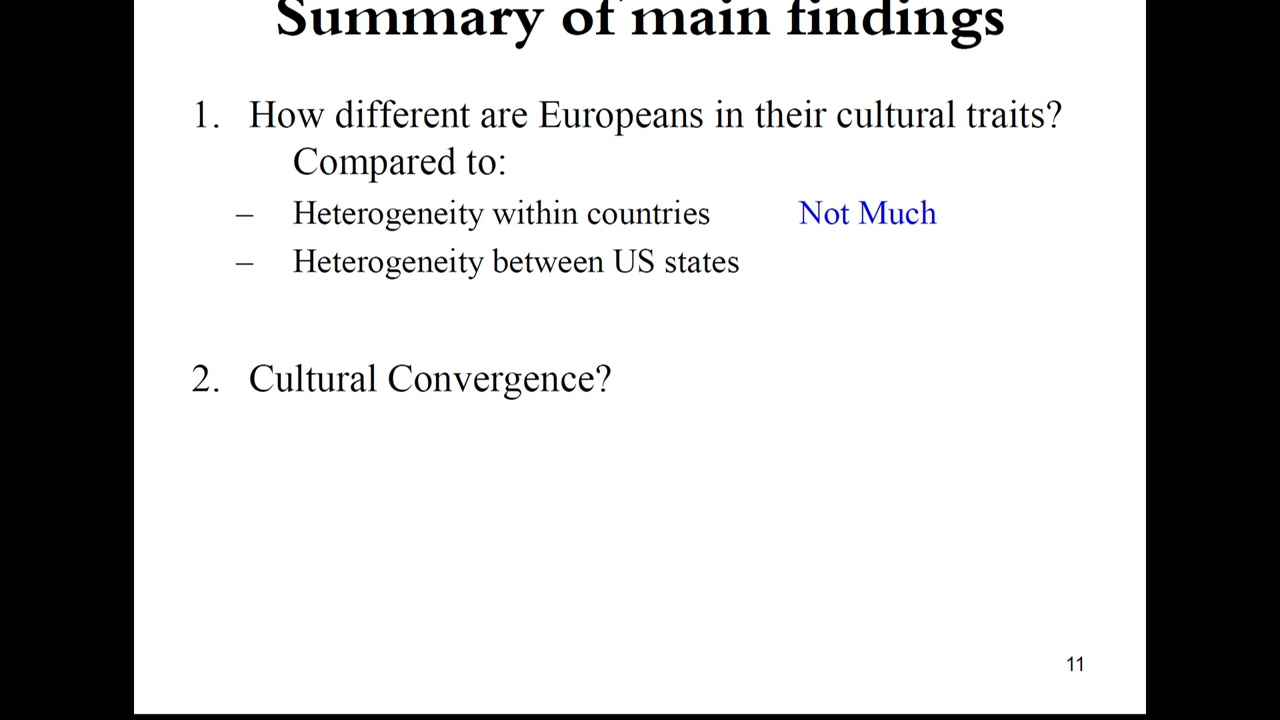 Summary of main findings
1. How different are Europeans in their cultural traits?
Compared to:
– Heterogeneity within countries Not Much
– Heterogeneity between US states
2. Cultural Convergence?
11